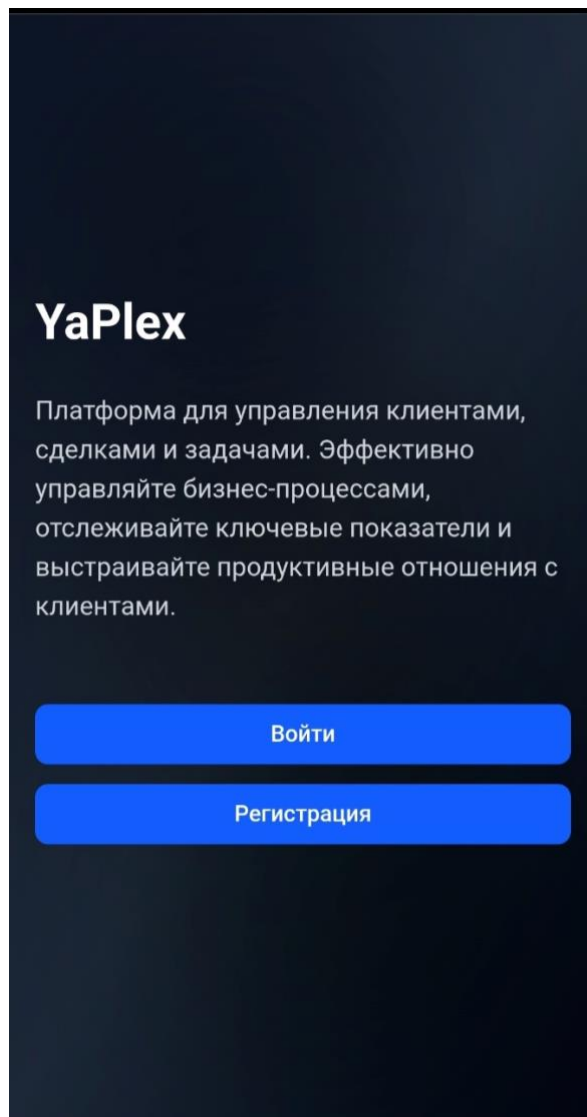 YaPlex
Платформа для управления клиентами,
сделками и задачами. Эффективно
управляйте бизнес-процессами,
отслеживайте ключевые показатели и
выстраивайте продуктивные отношения с
клиентами.
Войти
Регистрация